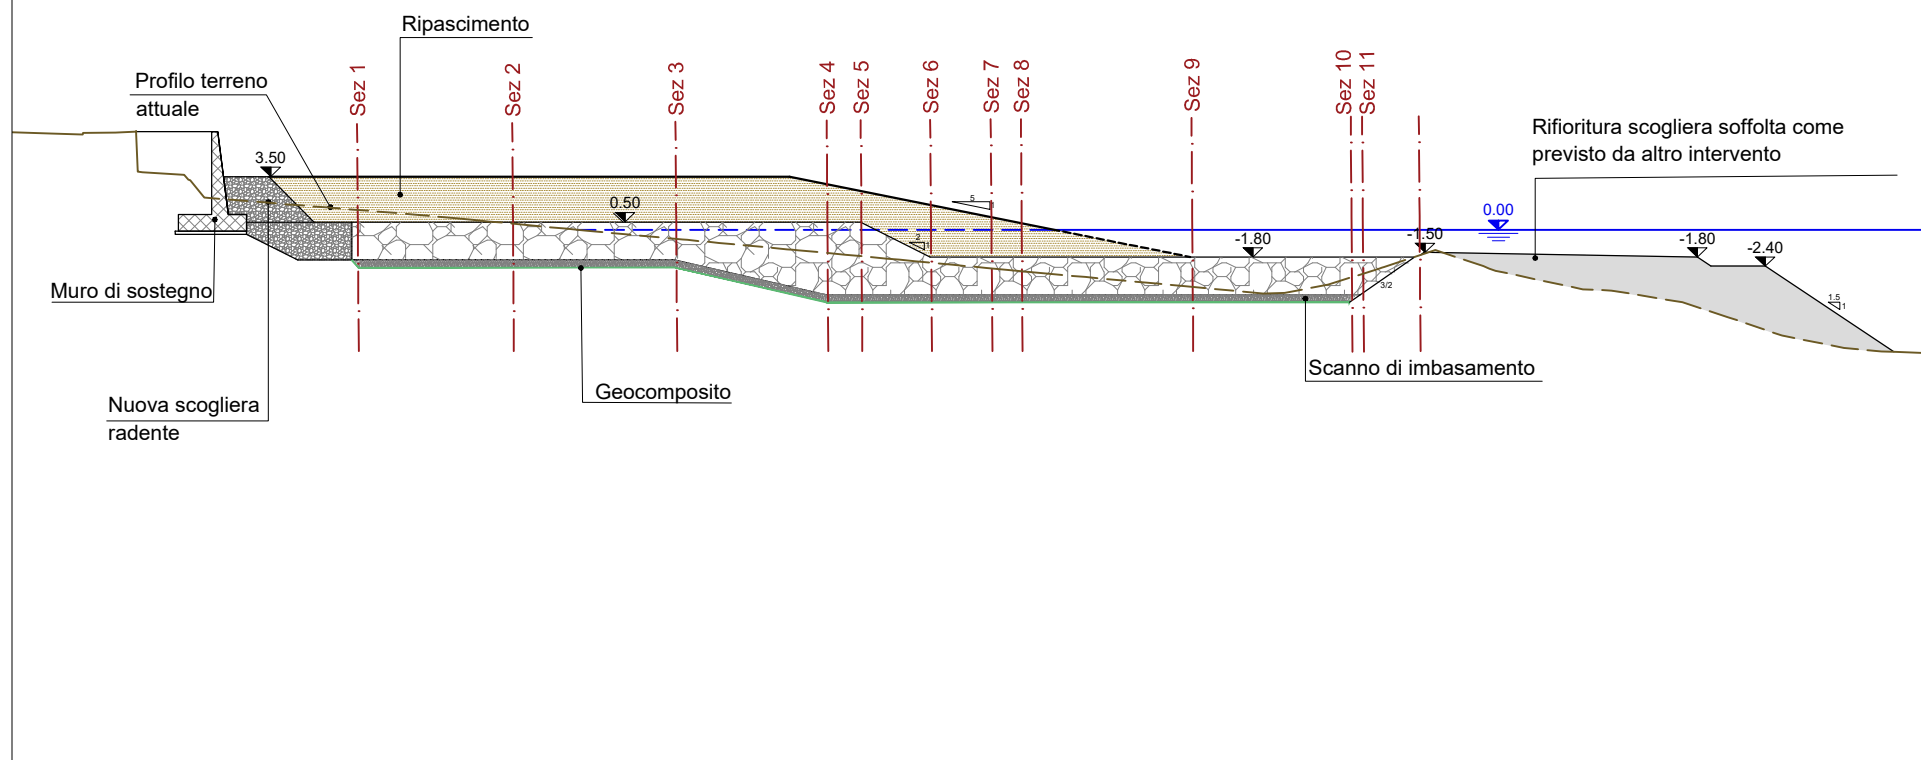 Ripascimento
Profilo terreno
attuale
Sez 1
Sez 2
Sez 3
Sez 4
Sez 5
Sez 6
Sez 7
Sez 8
Sez 9
Sez 10
Sez 11
Rifioritura scogliera soffolta come
previsto da altro intervento
3.50
0.50
5
1
2
1
0.00
-1.80
-1.50
-1.80
-2.40
3/2
1.5
1
Muro di sostegno
Scanno di imbasamento
Geocomposito
Nuova scogliera
radente